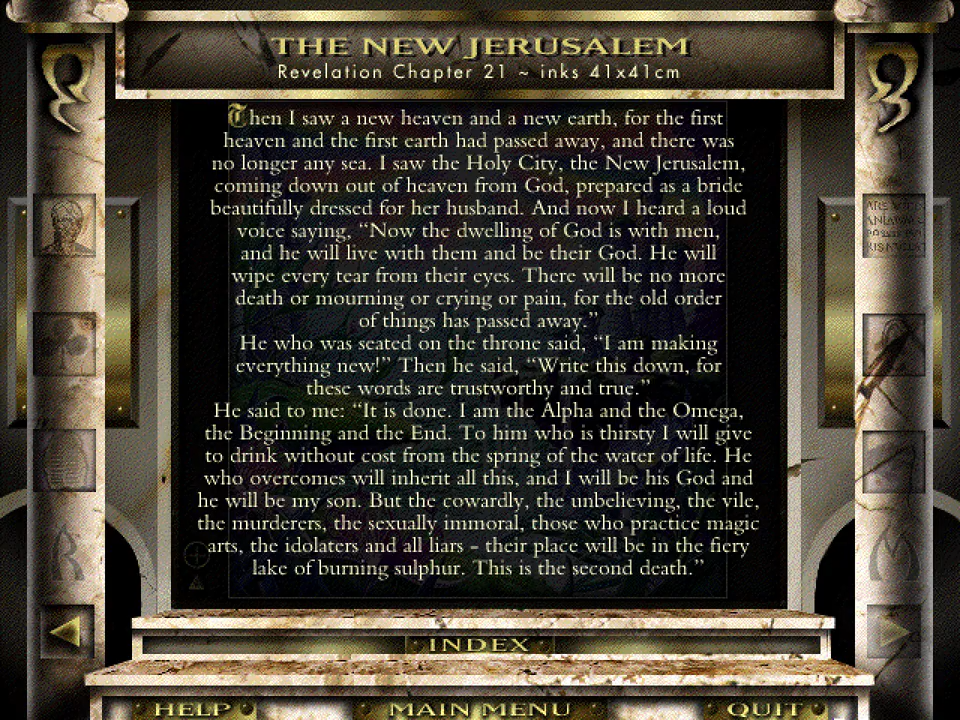 THE NEW JERUSALEM
Revelation Chapter 21 ~ inks 41x41cm
Then I saw a new heaven and a new earth, for the first
heaven and the first earth had passed away, and there was
no longer any sea. I saw the Holy City, the New Jerusalem,
coming down out of heaven from God, prepared as a bride
beautifully dressed for her husband. And now I heard a loud
voice saying, “Now the dwelling of God is with men,
and he will live with them and be their God. He will
wipe every tear from their eyes. There will be no more
death or mourning or crying or pain, for the old order
of things has passed away.”
He who was seated on the throne said, “I am making
everything new!” Then he said, “Write this down, for
these words are trustworthy and true.”
He said to me: “It is done. I am the Alpha and the Omega,
the Beginning and the End. To him who is thirsty I will give
to drink without cost from the spring of the water of life. He
who overcomes will inherit all this, and I will be his God and
he will be my son. But the cowardly, the unbelieving, the vile,
the murderers, the sexually immoral, those who practice magic
arts, the idolaters and all liars - their place will be in the fiery
lake of burning sulphur. This is the second death.”
R
M
INDEX
HELP
MAIN MENU
QUIT